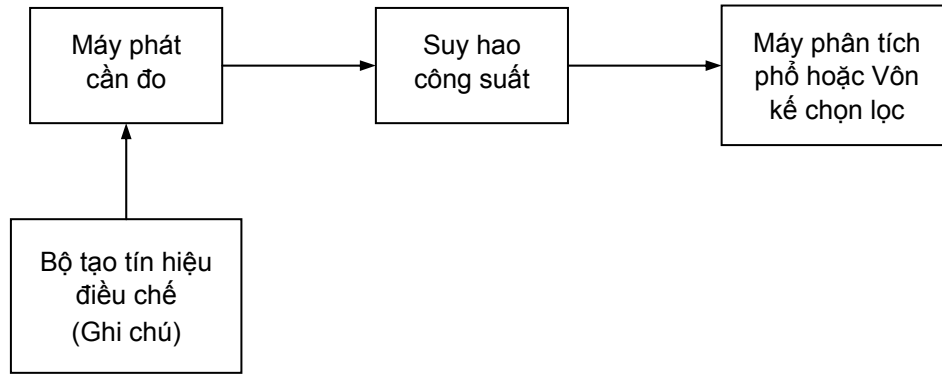 Máy phát
cần đo
Suy hao
công suất
Máy phân tích
phổ hoặc Vôn
kế chọn lọc
Bộ tạo tín hiệu
điều chế
(Ghi chú)